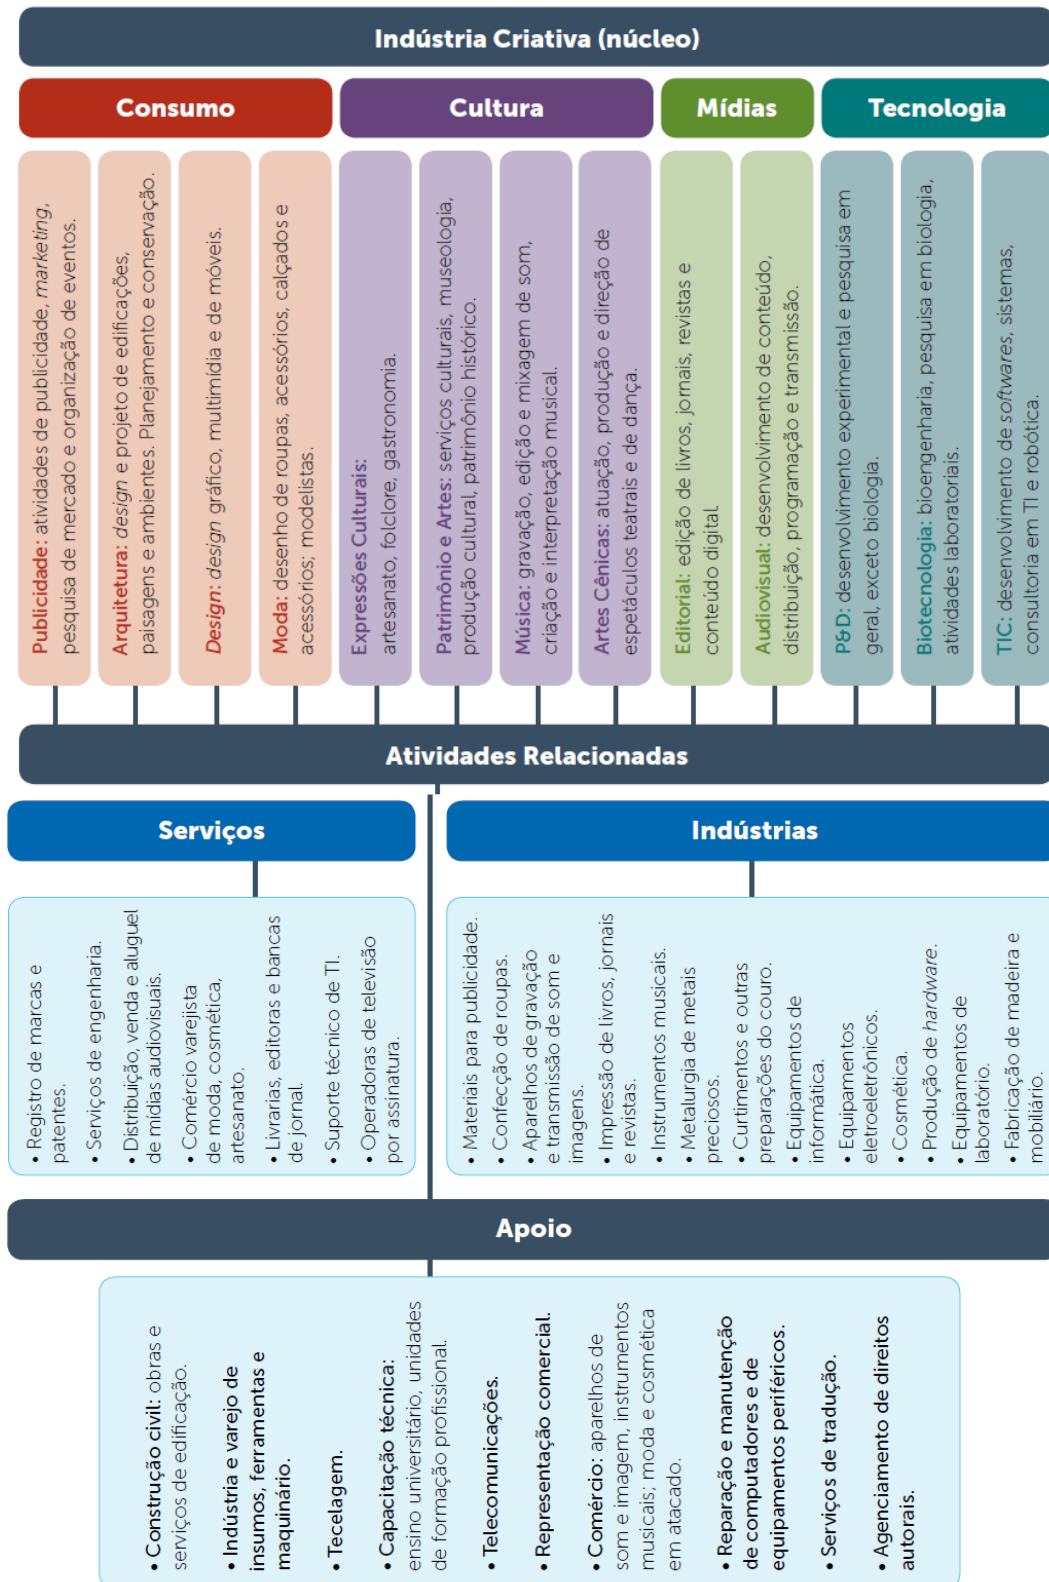 Indústria Criativa (núcleo)
Consumo
Cultura
Mídias
Tecnologia
Publicidade: atividades de publicidade, marketing,
pesquisa de mercado e organização de eventos.
Arquitetura: design e projeto de edificações,
paisagens e ambientes. Planejamento e conservação.
Design: design gráfico, multimídia e de móveis.
Moda: desenho de roupas, acessórios, calçados e
acessórios; modelistas.
Expressões Culturais:
artesanato, folclore, gastronomia.
Patrimônio e Artes: serviços culturais, museologia,
produção cultural, patrimônio histórico.
Música: gravação, edição e mixagem de som,
criação e interpretação musical.
Artes Cênicas: atuação, produção e direção de
espetáculos teatrais e de dança.
Editorial: edição de livros, jornais, revistas e
conteúdo digital.
Audiovisual: desenvolvimento de conteúdo,
distribuição, programação e transmissão.
P&D: desenvolvimento experimental e pesquisa em
geral, exceto biologia.
Biotecnologia: bioengenharia, pesquisa em biologia,
atividades laboratoriais.
TIC: desenvolvimento de softwares, sistemas,
consultoria em TI e robótica.
Atividades Relacionadas
Serviços
• Registro de marcas e
patentes.
• Serviços de engenharia.
• Distribuição, venda e aluguel
de mídias audiovisuais.
• Comércio varejista
de moda, cosmética,
artesanato.
• Livrarias, editoras e bancas
de jornal.
• Suporte técnico de TI.
• Operadoras de televisão
por assinatura.
Indústrias
• Materiais para publicidade.
• Confecção de roupas.
• Aparelhos de gravação
e transmissão de som e
imagens.
• Impressão de livros, jornais
e revistas.
• Instrumentos musicais.
• Metalurgia de metais
preciosos.
• Curtimentos e outras
preparações do couro.
• Equipamentos de
informática.
• Equipamentos
eletroeletrônicos.
• Cosmética.
• Produção de hardware.
• Equipamentos de
laboratório.
• Fabricação de madeira e
mobiliário.
Apoio
• Construção civil: obras e
serviços de edificação.
• Indústria e varejo de
insumos, ferramentas e
maquinário.
• Tecelagem.
• Capacitação técnica:
ensino universitário, unidades
de formação profissional.
• Telecomunicações.
• Representação comercial.
• Comércio: aparelhos de
som e imagem, instrumentos
musicais; moda e cosmética
em atacado.
• Reparação e manutenção
de computadores e de
equipamentos periféricos.
• Serviços de tradução.
• Agenciamento de direitos
autorais.